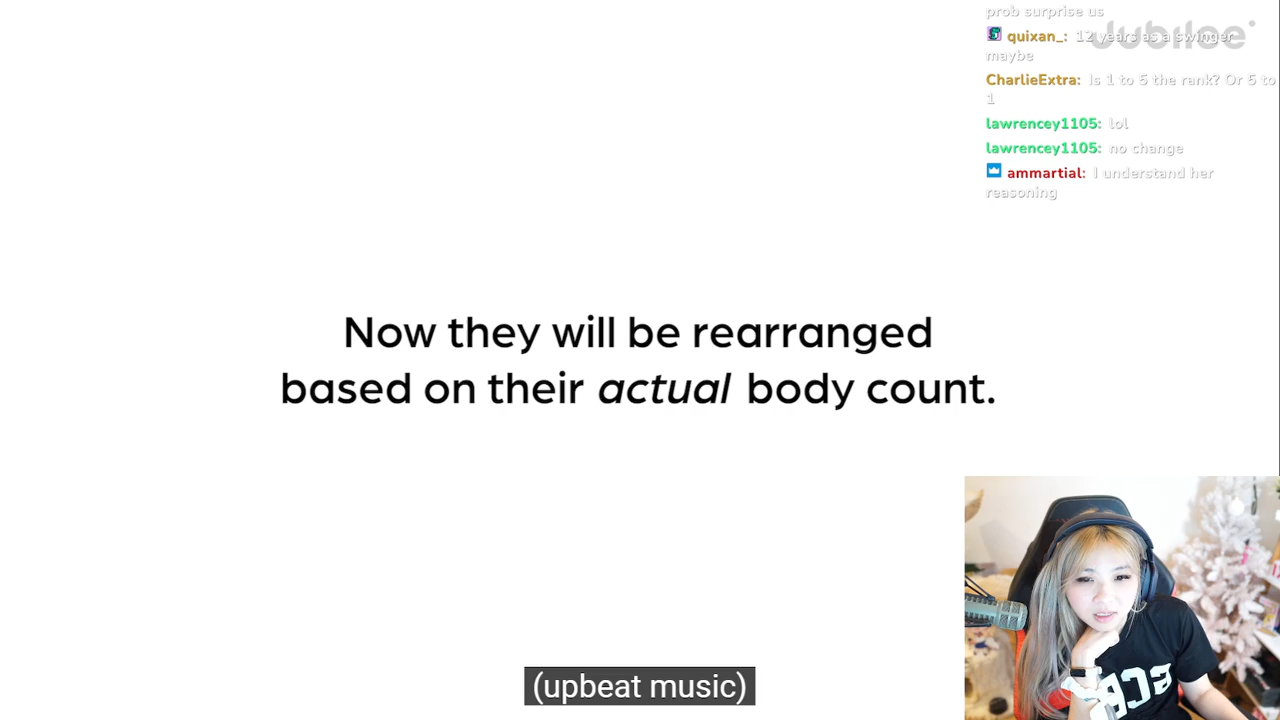 prob surprise us
Jubilee
quixan_: 12 years as a swinger
maybe
CharlieExtra: Is 1 to 5 the rank? Or 5 to
1
lawrencey1105: lol
lawrencey1105: no change
ammartial: I understand her
reasoning
Now they will be rearranged
based on their actual body count.
(upbeat music)